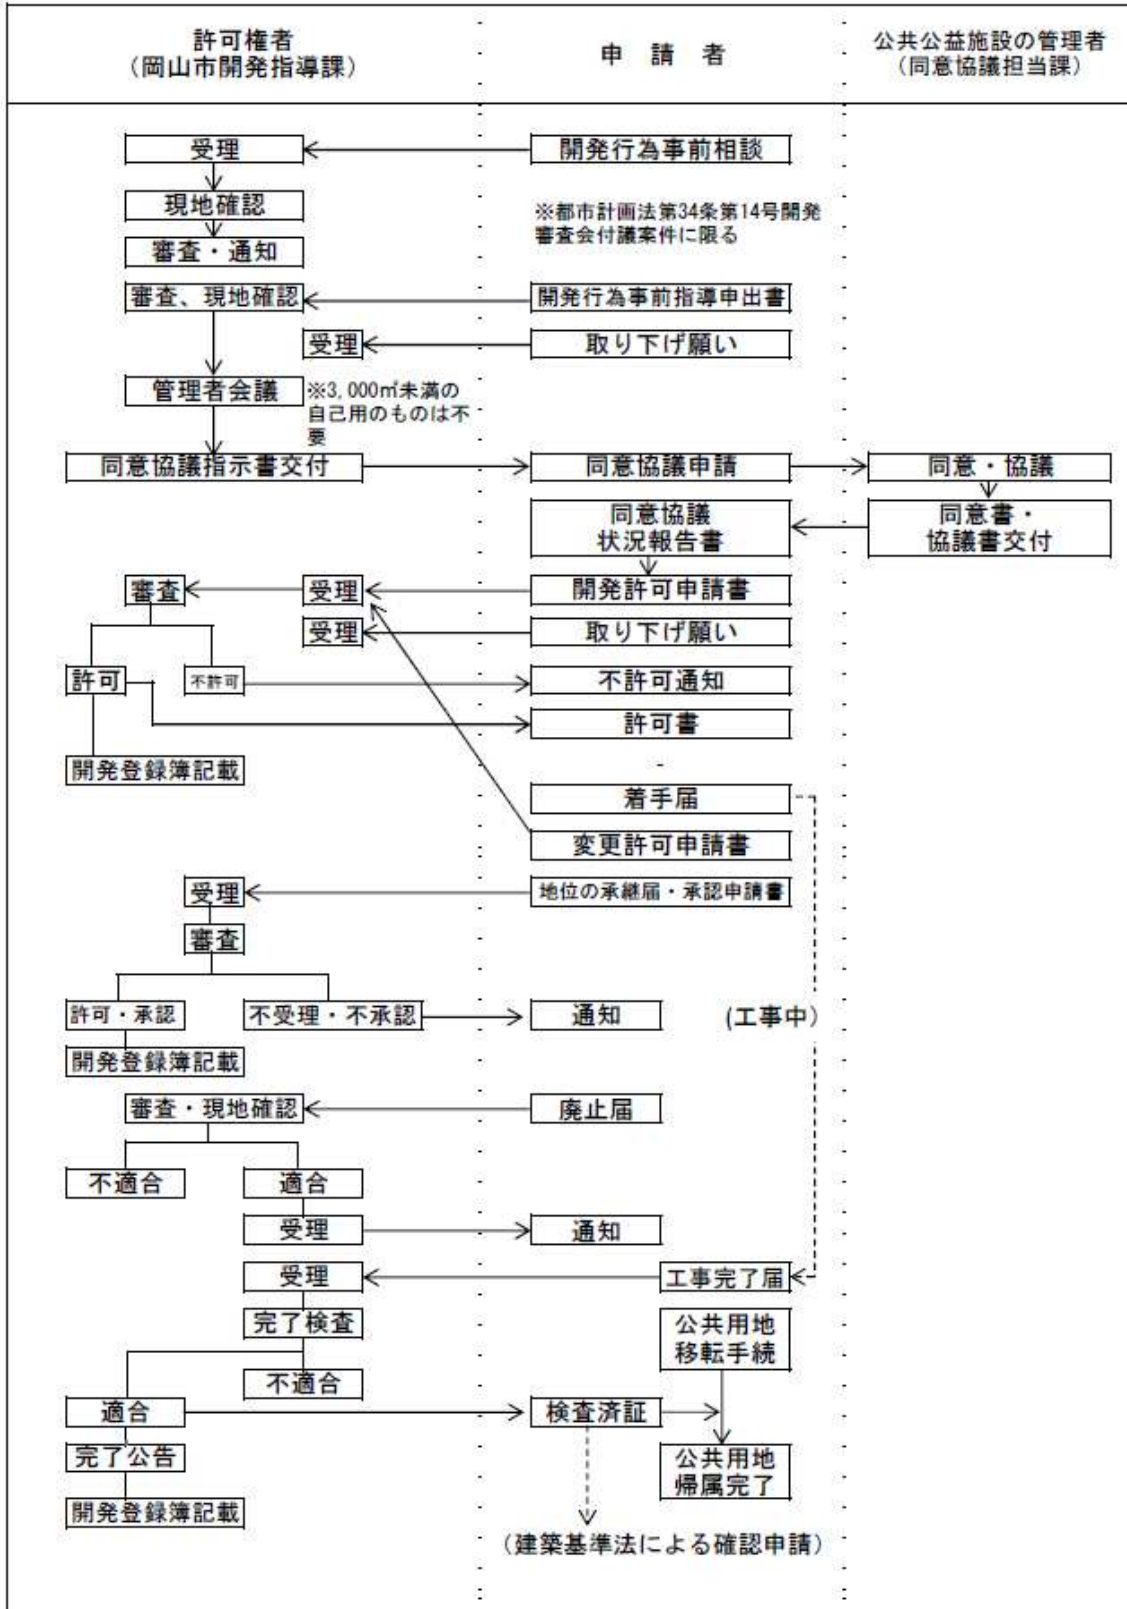 許可権者
（岡山市開発指導課）
申　請　者
公共公益施設の管理者
（同意協議担当課）
受理
開発行為事前相談
現地確認
※都市計画法第34条第14号開発
審査会付議案件に限る
審査・通知
審査、現地確認
開発行為事前指導申出書
受理
取り下げ願い
管理者会議
※3,000㎡未満の
自己用のものは不
要
同意協議指示書交付
同意協議申請
同意・協議
同意協議
状況報告書
同意書・
協議書交付
審査
受理
開発許可申請書
受理
取り下げ願い
許可
不許可
不許可通知
許可書
開発登録簿記載
着手届
変更許可申請書
受理
地位の承継届・承認申請書
審査
許可・承認
不受理・不承認
通知
(工事中）
開発登録簿記載
審査・現地確認
廃止届
不適合
適合
受理
通知
受理
工事完了届
完了検査
公共用地
移転手続
不適合
適合
検査済証
完了公告
公共用地
帰属完了
開発登録簿記載
（建築基準法による確認申請）